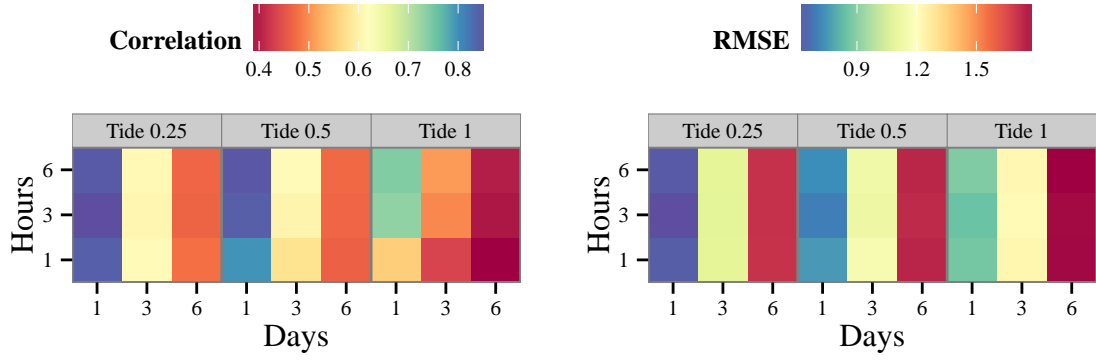 Correlation
0.4 0.5 0.6 0.7 0.8
Tide 0.25 Tide 0.5 Tide 1
Hours
6
3
1
1 3 6 1 3 6 1 3 6
Days
RMSE
0.9 1.2 1.5
Tide 0.25 Tide 0.5 Tide 1
Hours
6
3
1
1 3 6 1 3 6 1 3 6
Days